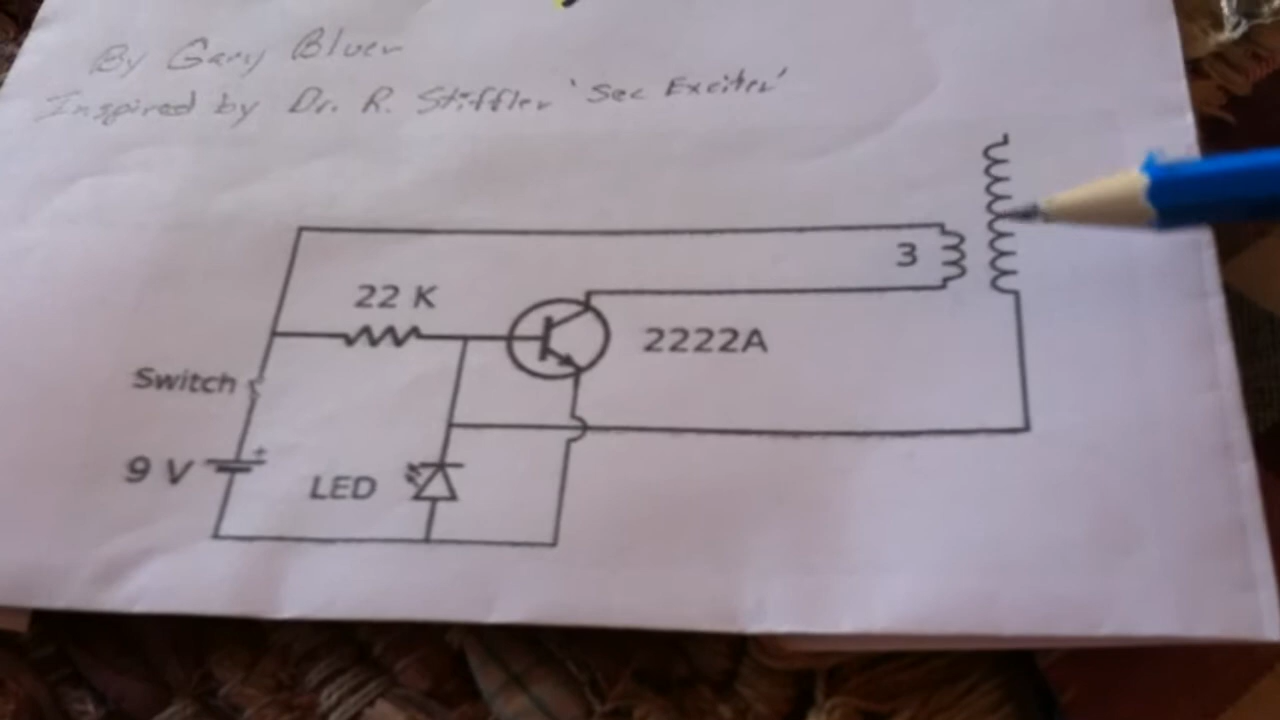 By Gary Bluer
Inspired by Dr. R. Stiffler 'Sec Exciter'
3
22 K
2222A
Switch
+
9 V
LED